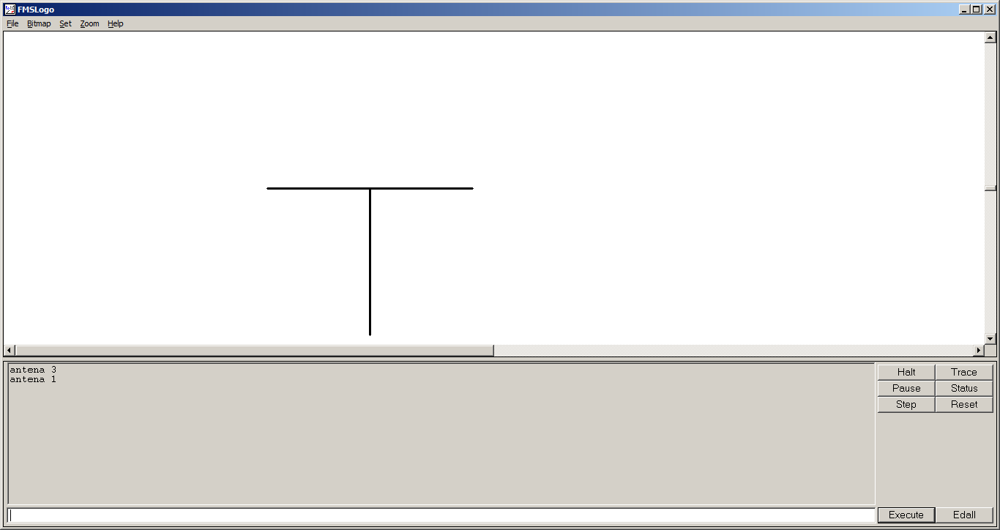 FMSLogo
File Bitmap Set Zoom Help
antena 3
antena 1
Halt Trace
Pause Status
Step Reset
Execute Edall